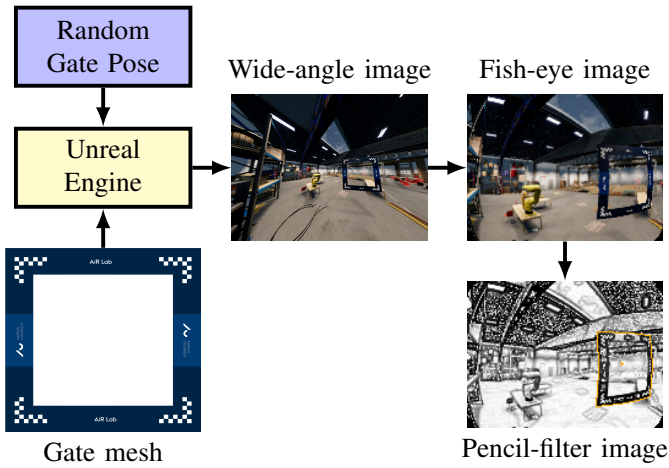 Random
Gate Pose
Wide-angle image
Fish-eye image
Unreal
Engine
AiR Lab
AiR Lab
Gate mesh
Pencil-filter image